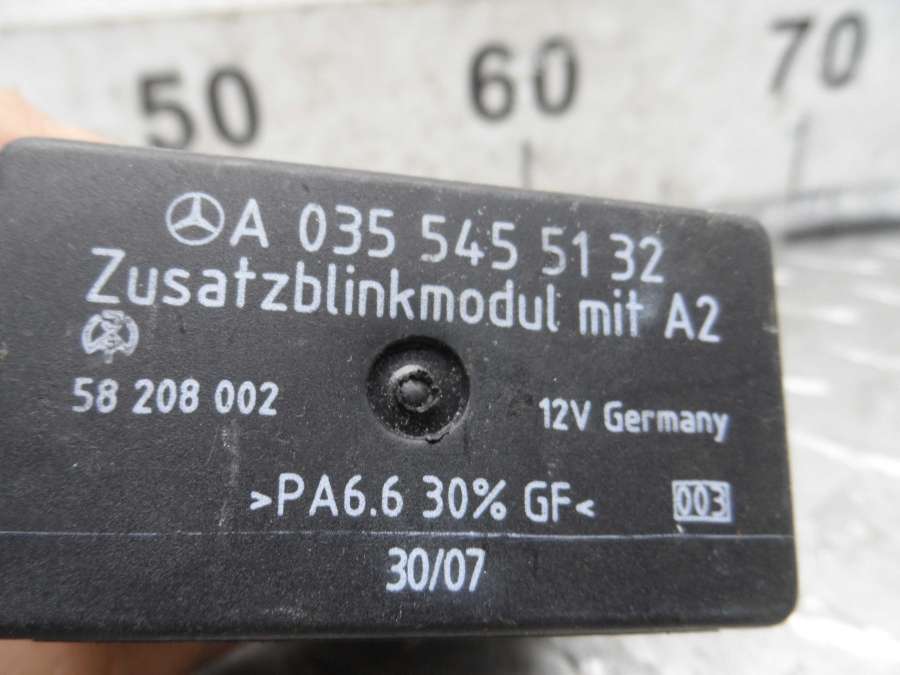 50 60 70
A 035 545 51 32
Zusatzblinkmodul mit A2
58 208 002
12V Germany
>PA6.6 30% GF<
003
30/07